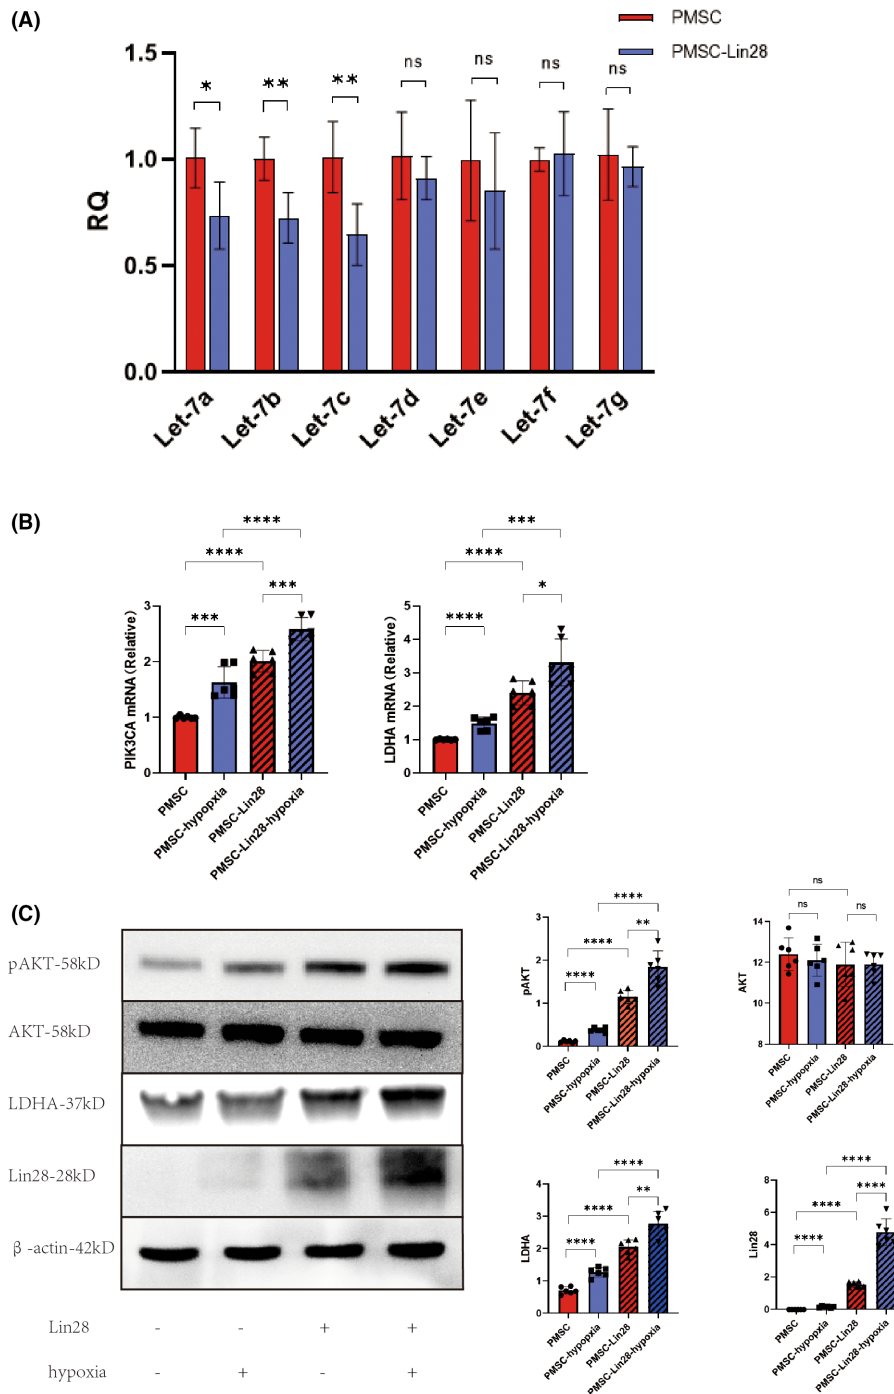 (A)
PMSC
PMSC-Lin28
1.5
1.0
0.5
0.0
RQ
*
**
**
ns
ns
ns
ns
Let-7a
Let-7b
Let-7c
Let-7d
Let-7e
Let-7f
Let-7g
(B)
****
****
***
***
3
2
1
0
PIK3CA mRNA (Relative)
PMSC
PMSC-hypopxia
PMSC-Lin28
PMSC-Lin28-hypoxia
***
****
*
****
5
4
3
2
1
0
LDHA mRNA (Relative)
PMSC
PMSC-hypopxia
PMSC-Lin28
PMSC-Lin28-hypoxia
(C)
pAKT-58kD
AKT-58kD
LDHA-37kD
Lin28-28kD
β-actin-42kD
Lin28 - - + +
hypoxia - + - +
****
**
****
****
3
2
1
0
pAKT
PMSC
PMSC-hypopxia
PMSC-Lin28
PMSC-Lin28-hypoxia
ns
ns
ns
14
12
10
8
AKT
PMSC
PMSC-hypopxia
PMSC-Lin28
PMSC-Lin28-hypoxia
****
**
****
****
4
3
2
1
0
LDHA
PMSC
PMSC-hypopxia
PMSC-Lin28
PMSC-Lin28-hypoxia
****
****
****
****
8
6
4
2
0
Lin28
PMSC
PMSC-hypopxia
PMSC-Lin28
PMSC-Lin28-hypoxia